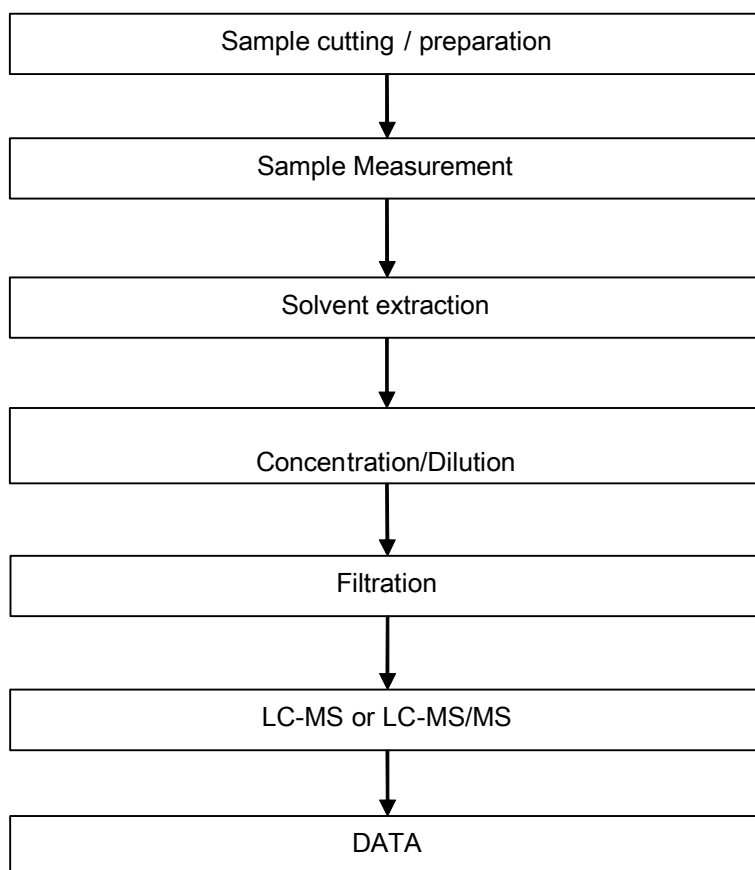 Sample cutting / preparation
Sample Measurement
Solvent extraction
Concentration/Dilution
Filtration
LC-MS or LC-MS/MS
DATA